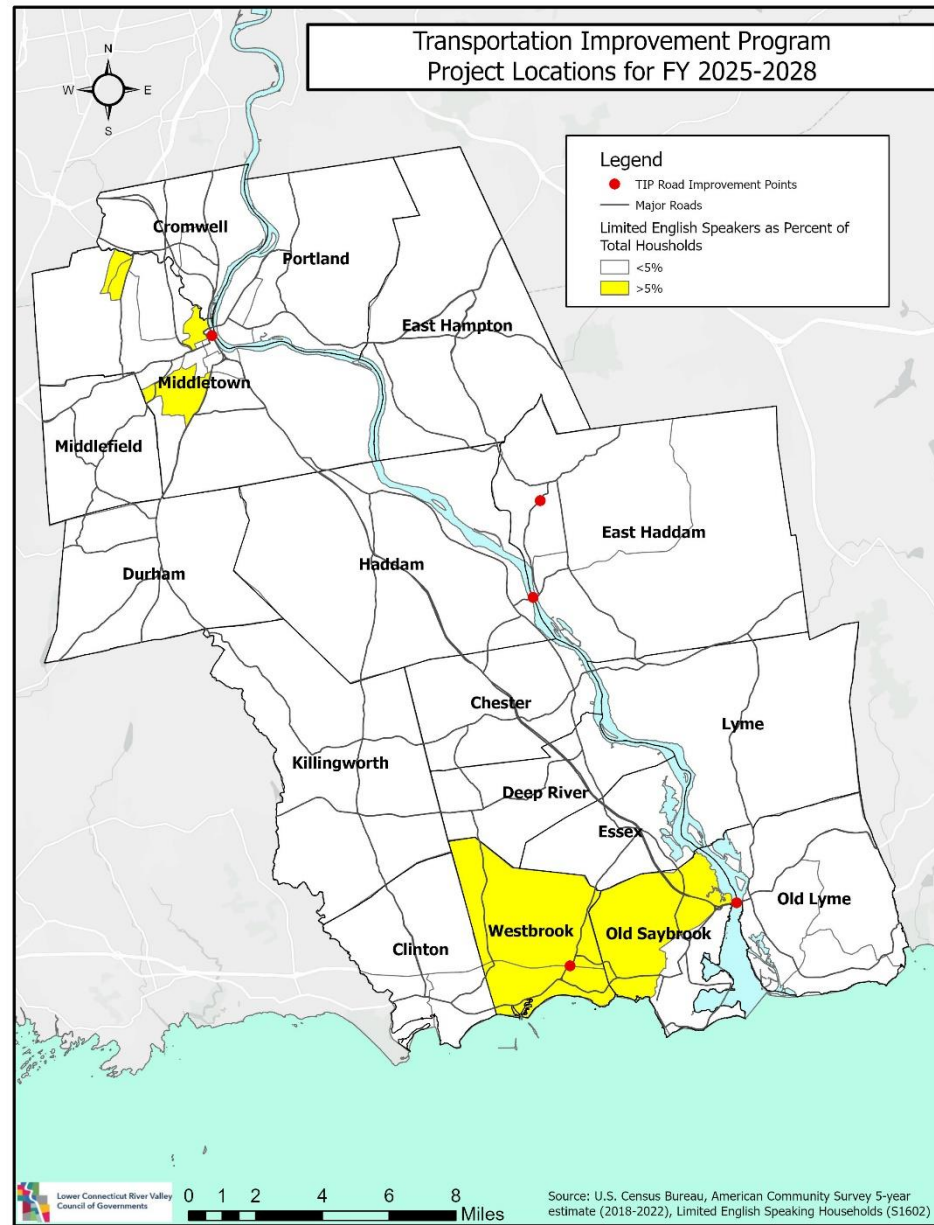 Transportation Improvement Program
Project Locations for FY 2025-2028
N
W
E
S
Legend
TIP Road Improvement Points
Major Roads
Limited English Speakers as Percent of
Total Housholds
<5%
>5%
Cromwell
Portland
East Hampton
Middletown
Middlefield
East Haddam
Haddam
Durham
Chester
Lyme
Killingworth
Deep River
Essex
Old Lyme
Westbrook
Old Saybrook
Clinton
Lower Connecticut River Valley
Council of Governments
0 1 2 4 6 8
Miles
Source: U.S. Census Bureau, American Community Survey 5-year
estimate (2018-2022), Limited English Speaking Households (S1602)